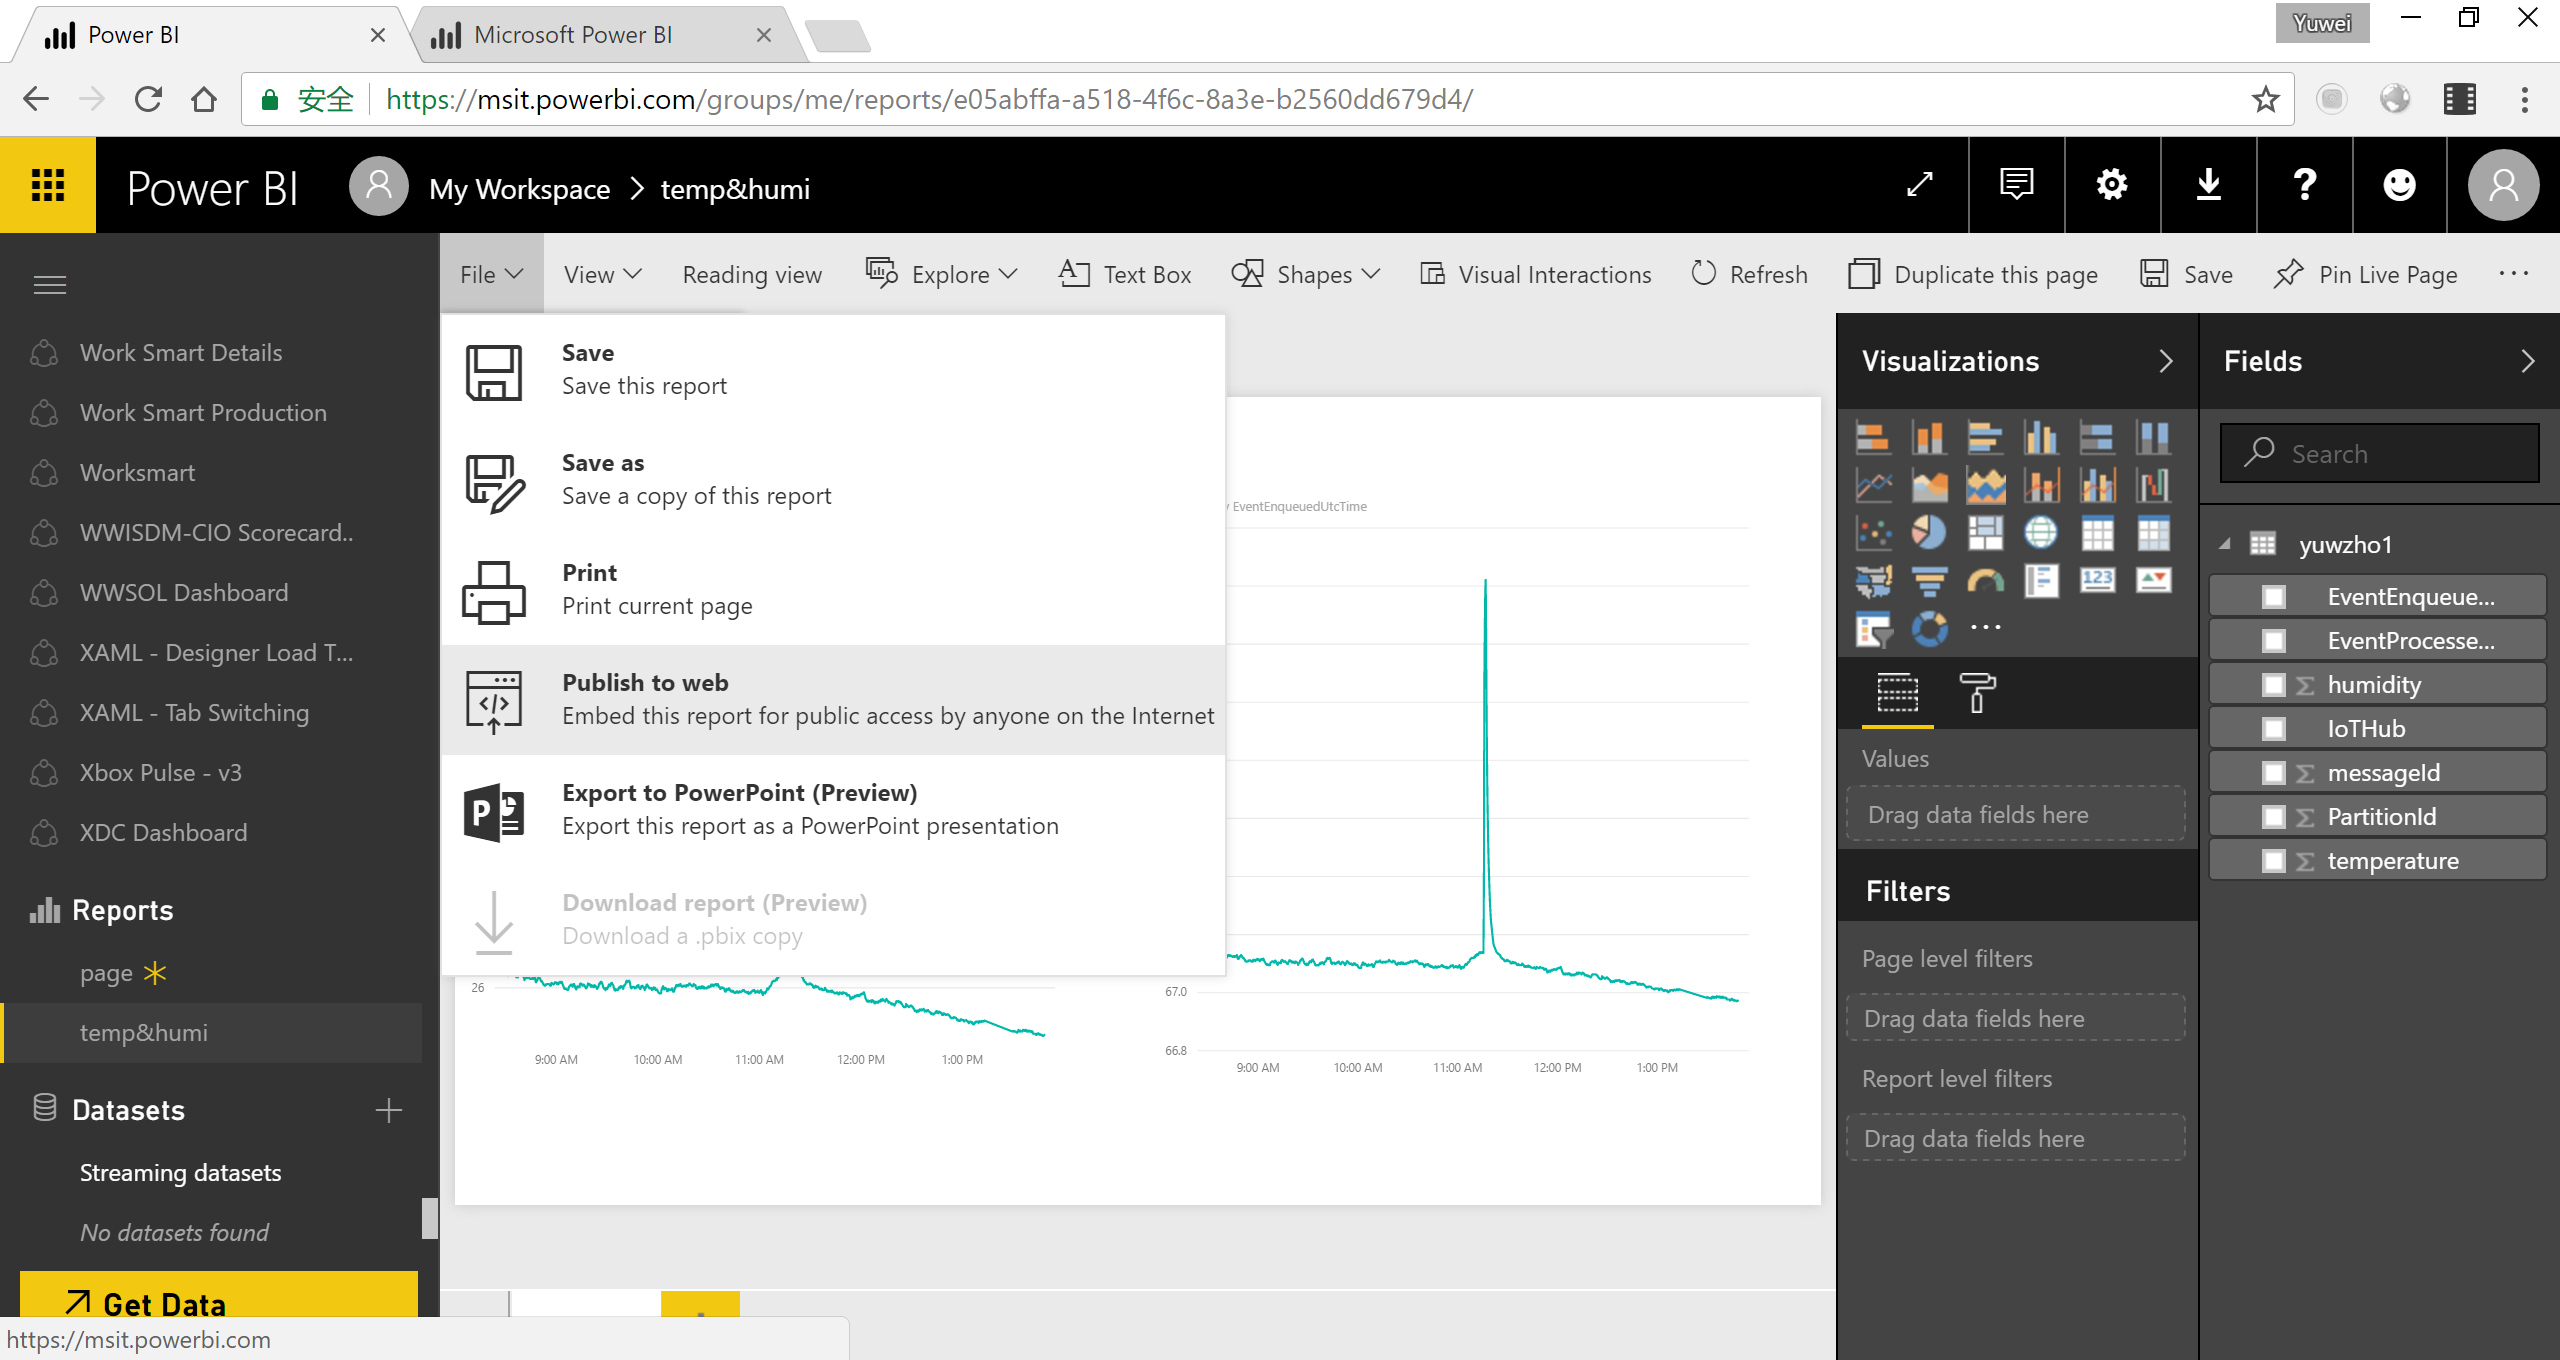 Power BI
Microsoft Power BI
Yuwei
安全
https://msit.powerbi.com/groups/me/reports/e05abffa-a518-4f6c-8a3e-b2560dd679d4/
Power BI
My Workspace
temp&humi
File
View
Reading view
Explore
Text Box
Shapes
Visual Interactions
Refresh
Duplicate this page
Save
Pin Live Page
Work Smart Details
Work Smart Production
Worksmart
WWISDM-CIO Scorecard..
WWSOL Dashboard
XAML - Designer Load T...
XAML - Tab Switching
Xbox Pulse - v3
XDC Dashboard
Reports
page
temp&humi
Datasets
Streaming datasets
No datasets found
Get Data
https://msit.powerbi.com
Save
Save this report
Save as
Save a copy of this report
Print
Print current page
Publish to web
Embed this report for public access by anyone on the Internet
Export to PowerPoint (Preview)
Export this report as a PowerPoint presentation
Download report (Preview)
Download a .pbix copy
26
9:00 AM
10:00 AM
11:00 AM
12:00 PM
1:00 PM
EventEnqueuedUtcTime
67.0
66.8
9:00 AM
10:00 AM
11:00 AM
12:00 PM
1:00 PM
Visualizations
123
Values
Drag data fields here
Filters
Page level filters
Drag data fields here
Report level filters
Drag data fields here
Fields
Search
yuwzho1
EventEnqueue...
EventProcesse...
humidity
IoTHub
messageId
PartitionId
temperature